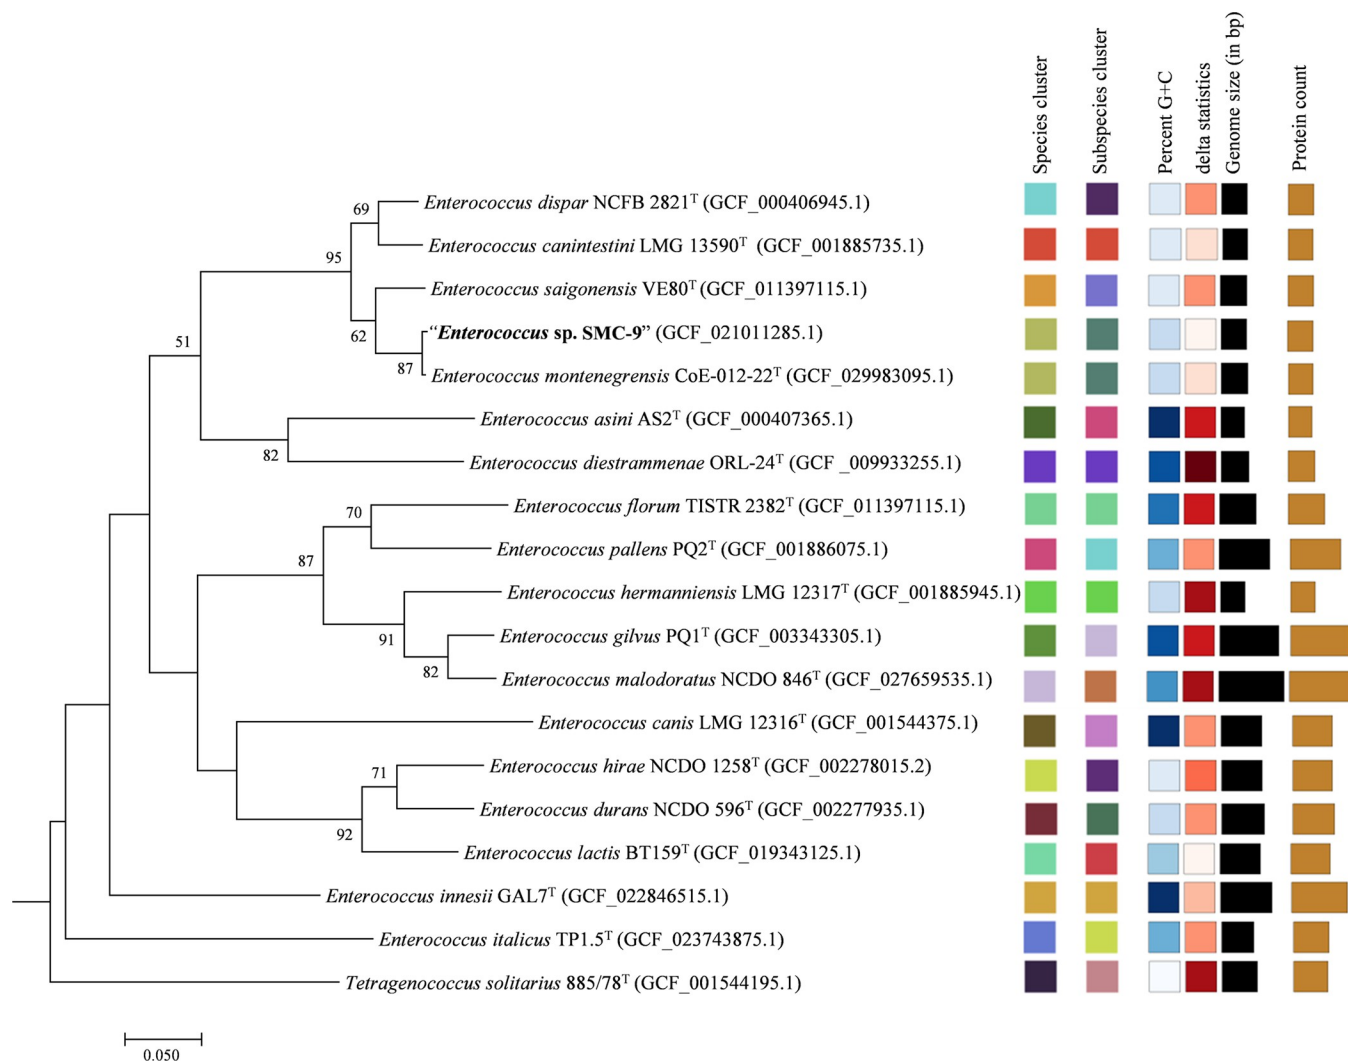 Species cluster
Subspecies cluster
Percent G+C
delta statistics
Genome size (in bp)
Protein count
69
Enterococcus dispar NCFB 2821ᵀ (GCF_000406945.1)
Enterococcus canintestini LMG 13590ᵀ (GCF_001885735.1)
95
Enterococcus saigonensis VE80ᵀ (GCF_011397115.1)
62
“Enterococcus sp. SMC-9” (GCF_021011285.1)
51
87
Enterococcus montenegrensis CoE-012-22ᵀ (GCF_029983095.1)
Enterococcus asini AS2ᵀ (GCF_000407365.1)
82
Enterococcus diestrammenae ORL-24ᵀ (GCF _009933255.1)
70
Enterococcus florum TISTR 2382ᵀ (GCF_011397115.1)
87
Enterococcus pallens PQ2ᵀ (GCF_001886075.1)
Enterococcus hermanniensis LMG 12317ᵀ (GCF_001885945.1)
91
Enterococcus gilvus PQ1ᵀ (GCF_003343305.1)
82
Enterococcus malodoratus NCDO 846ᵀ (GCF_027659535.1)
Enterococcus canis LMG 12316ᵀ (GCF_001544375.1)
71
Enterococcus hirae NCDO 1258ᵀ (GCF_002278015.2)
Enterococcus durans NCDO 596ᵀ (GCF_002277935.1)
92
Enterococcus lactis BT159ᵀ (GCF_019343125.1)
Enterococcus innesii GAL7ᵀ (GCF_022846515.1)
Enterococcus italicus TP1.5ᵀ (GCF_023743875.1)
Tetragenococcus solitarius 885/78ᵀ (GCF_001544195.1)
0.050